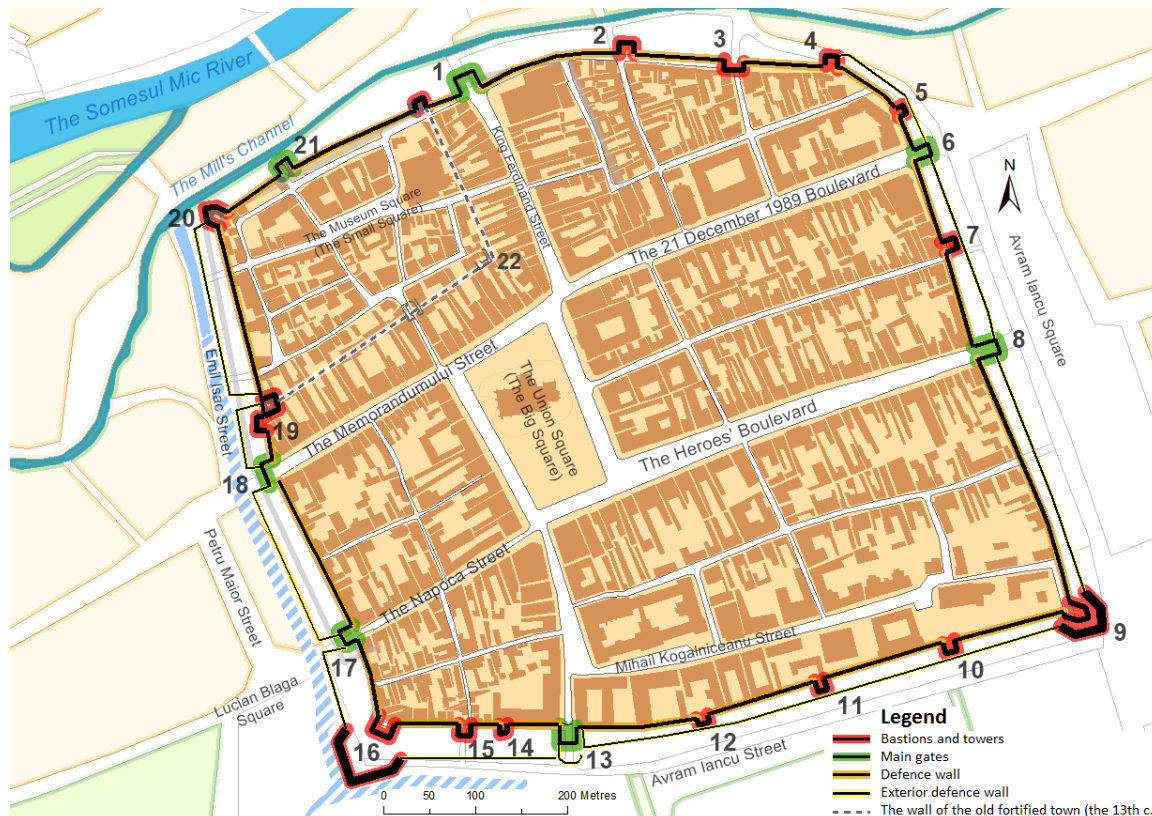 The Somesul Mic River
The Mill's Channel
1
2
3
4
5
6
7
8
9
10
11
12
13
14
15
16
17
18
19
20
21
22
N
King Ferdinand Street
The Museum Square
(The Small Square)
The 21 December 1989 Boulevard
Avram Iancu Square
Emil Isac Street
The Memorandumului Street
The Union Square
(The Big Square)
The Heroes' Boulevard
Petru Maior Street
The Napoca Street
Mihail Kogalniceanu Street
Lucian Blaga
Square
Avram Iancu Street
0 50 100 200 Metres
Legend
Bastions and towers
Main gates
Defence wall
Exterior defence wall
The wall of the old fortified town (the 13th c.